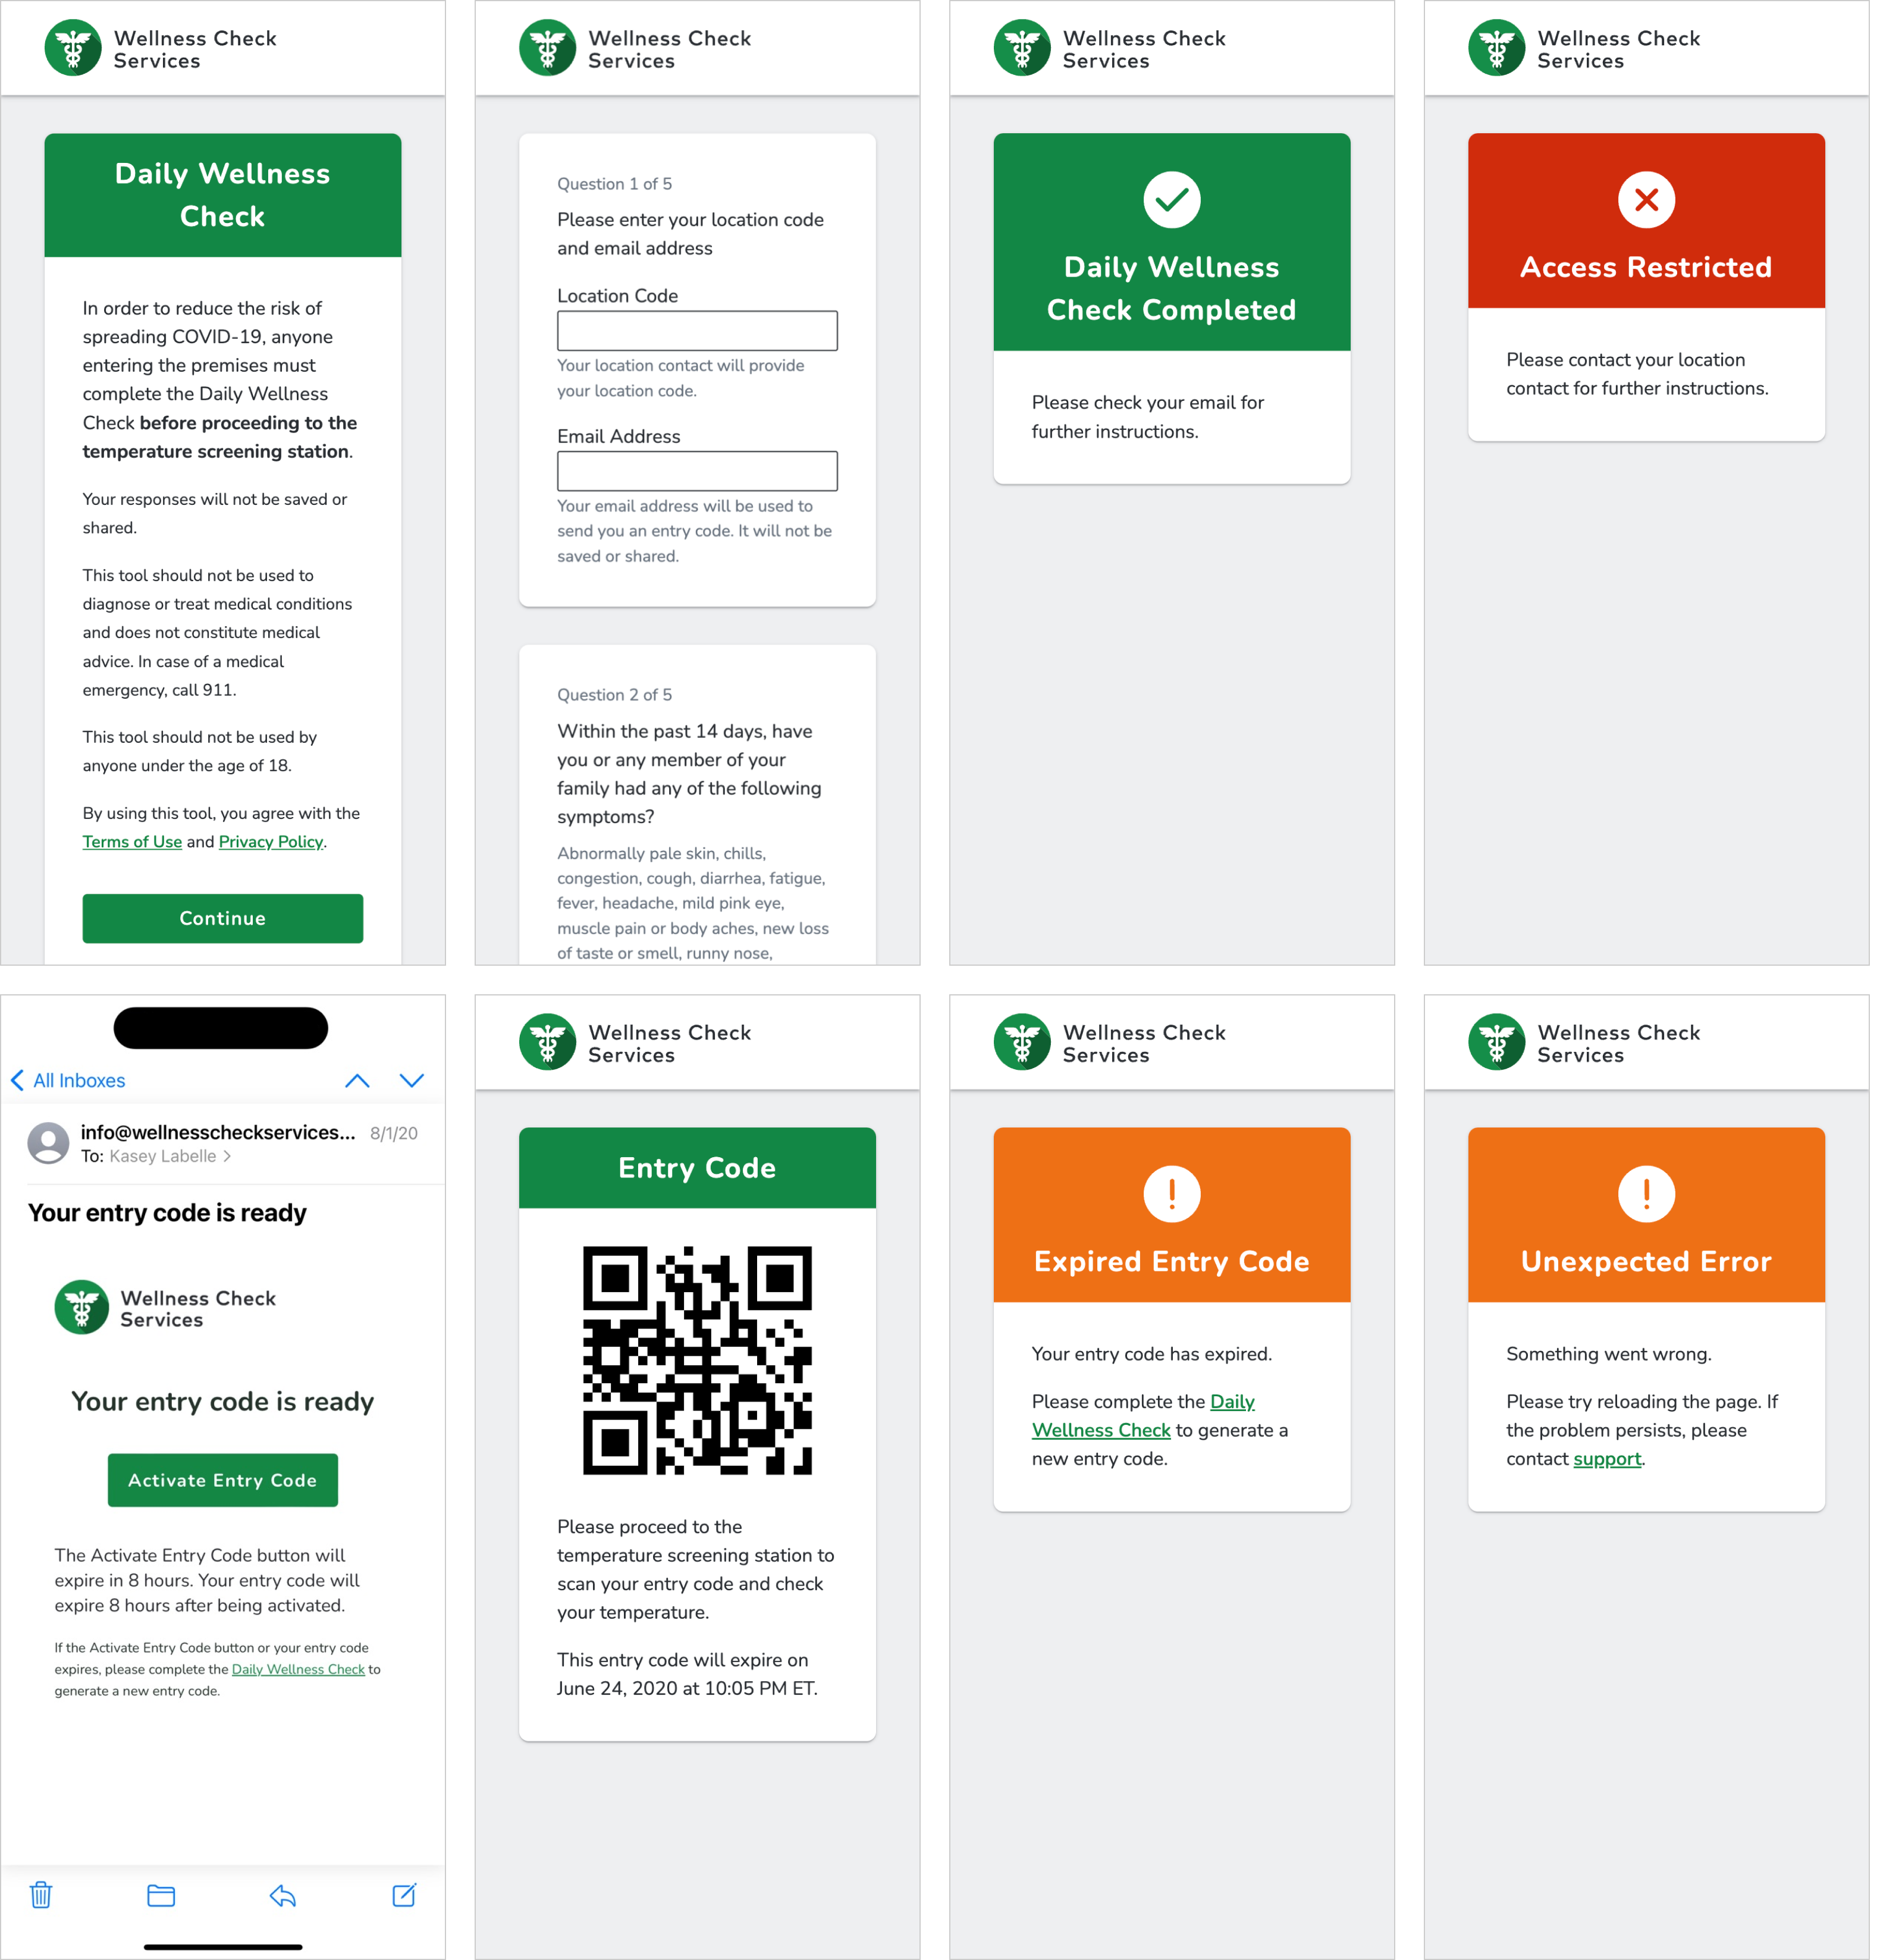 Wellness Check
Services
Daily Wellness
Check
In order to reduce the risk of
spreading COVID-19, anyone
entering the premises must
complete the Daily Wellness
Check before proceeding to the
temperature screening station.
Your responses will not be saved or
shared.
This tool should not be used to
diagnose or treat medical conditions
and does not constitute medical
advice. In case of a medical
emergency, call 911.
This tool should not be used by
anyone under the age of 18.
By using this tool, you agree with the
Terms of Use and Privacy Policy.
Continue
Wellness Check
Services
Question 1 of 5
Please enter your location code
and email address
Location Code
Your location contact will provide
your location code.
Email Address
Your email address will be used to
send you an entry code. It will not be
saved or shared.
Question 2 of 5
Within the past 14 days, have
you or any member of your
family had any of the following
symptoms?
Abnormally pale skin, chills,
congestion, cough, diarrhea, fatigue,
fever, headache, mild pink eye,
muscle pain or body aches, new loss
of taste or smell, runny nose,
Wellness Check
Services
Daily Wellness
Check Completed
Please check your email for
further instructions.
Wellness Check
Services
Access Restricted
Please contact your location
contact for further instructions.
All Inboxes
info@wellnesscheckservices... 8/1/20
To: Kasey Labelle >
Your entry code is ready
Wellness Check
Services
Your entry code is ready
Activate Entry Code
The Activate Entry Code button will
expire in 8 hours. Your entry code will
expire 8 hours after being activated.
If the Activate Entry Code button or your entry code
expires, please complete the Daily Wellness Check to
generate a new entry code.
Wellness Check
Services
Entry Code
Please proceed to the
temperature screening station to
scan your entry code and check
your temperature.
This entry code will expire on
June 24, 2020 at 10:05 PM ET.
Wellness Check
Services
Expired Entry Code
Your entry code has expired.
Please complete the Daily
Wellness Check to generate a
new entry code.
Wellness Check
Services
Unexpected Error
Something went wrong.
Please try reloading the page. If
the problem persists, please
contact support.